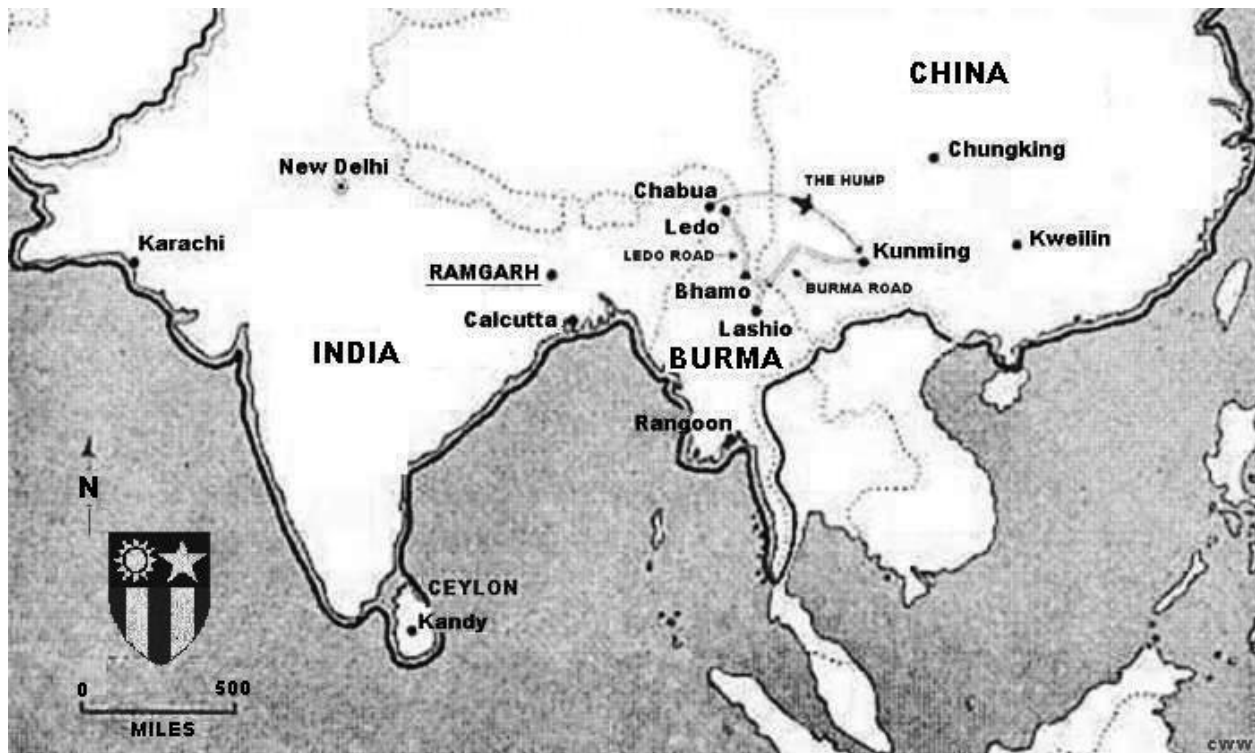 CHINA
Chungking
New Delhi
THE HUMP
Chabua
Ledo
Karachi
Kweilin
Kunming
LEDO ROAD
RAMGARH
BURMA ROAD
Bhamo
Calcutta
Lashio
INDIA
BURMA
Rangoon
N
CEYLON
Kandy
0 500
MILES
CWW